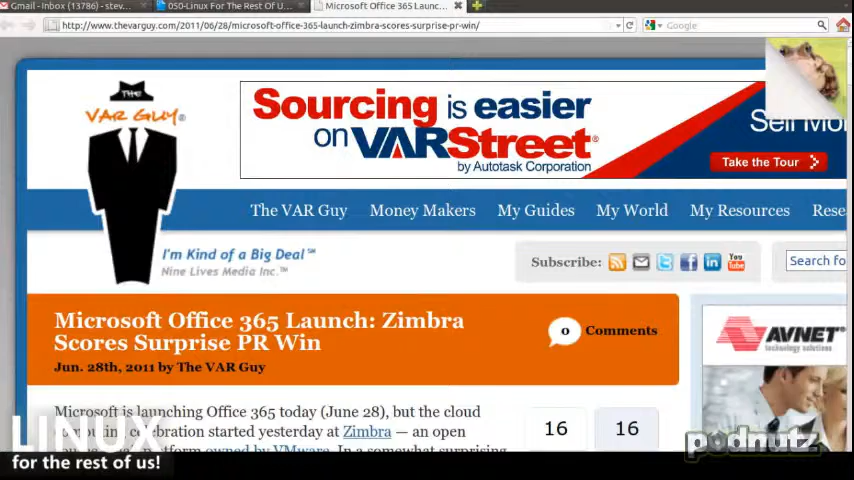 Gmail - Inbox (13786) - stev...
050-Linux For The Rest Of U...
Microsoft Office 365 Launc...
http://www.thevarguy.com/2011/06/28/microsoft-office-365-launch-zimbra-scores-surprise-pr-win/
Google
THE
VAR GUY®
Sourcing is easier
on VARStreet®
by Autotask Corporation
Sell Mo
Take the Tour
The VAR Guy
Money Makers
My Guides
My World
My Resources
Rese
I'm Kind of a Big Deal℠
Nine Lives Media Inc.™
Subscribe:
You
Tube
Search fo
Microsoft Office 365 Launch: Zimbra
Scores Surprise PR Win
Jun. 28th, 2011 by The VAR Guy
0 Comments
AVNET
technology solutions
Microsoft is launching Office 365 today (June 28), but the cloud
celebration started yesterday at Zimbra — an open
platform owned by VMware. In a somewhat surprising
16
16
LINUX
for the rest of us!
podnutz